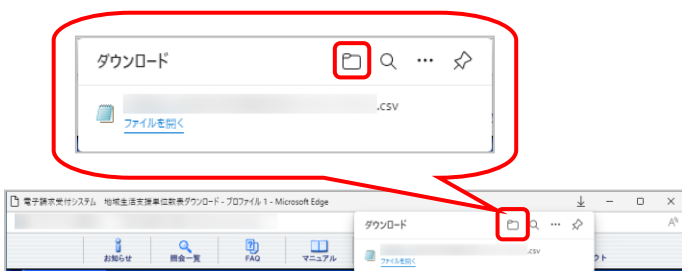 ダウンロード
.csv
ファイルを開く
電子請求受付システム 地域生活支援単位数表ダウンロード - プロファイル 1 - Microsoft Edge
ダウンロード
.csv
ファイルを開く
お知らせ 照会一覧 FAQ マニュアル